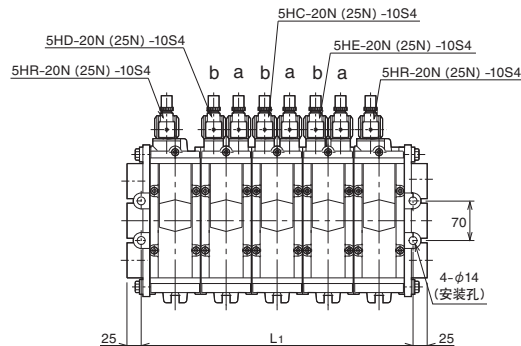 5HC-20N (25N) -10S4
5HD-20N (25N) -10S4
5HE-20N (25N) -10S4
5HR-20N (25N) -10S4
b a b a b a
5HR-20N (25N) -10S4
70
4-φ14
(安装孔)
25
L1
25